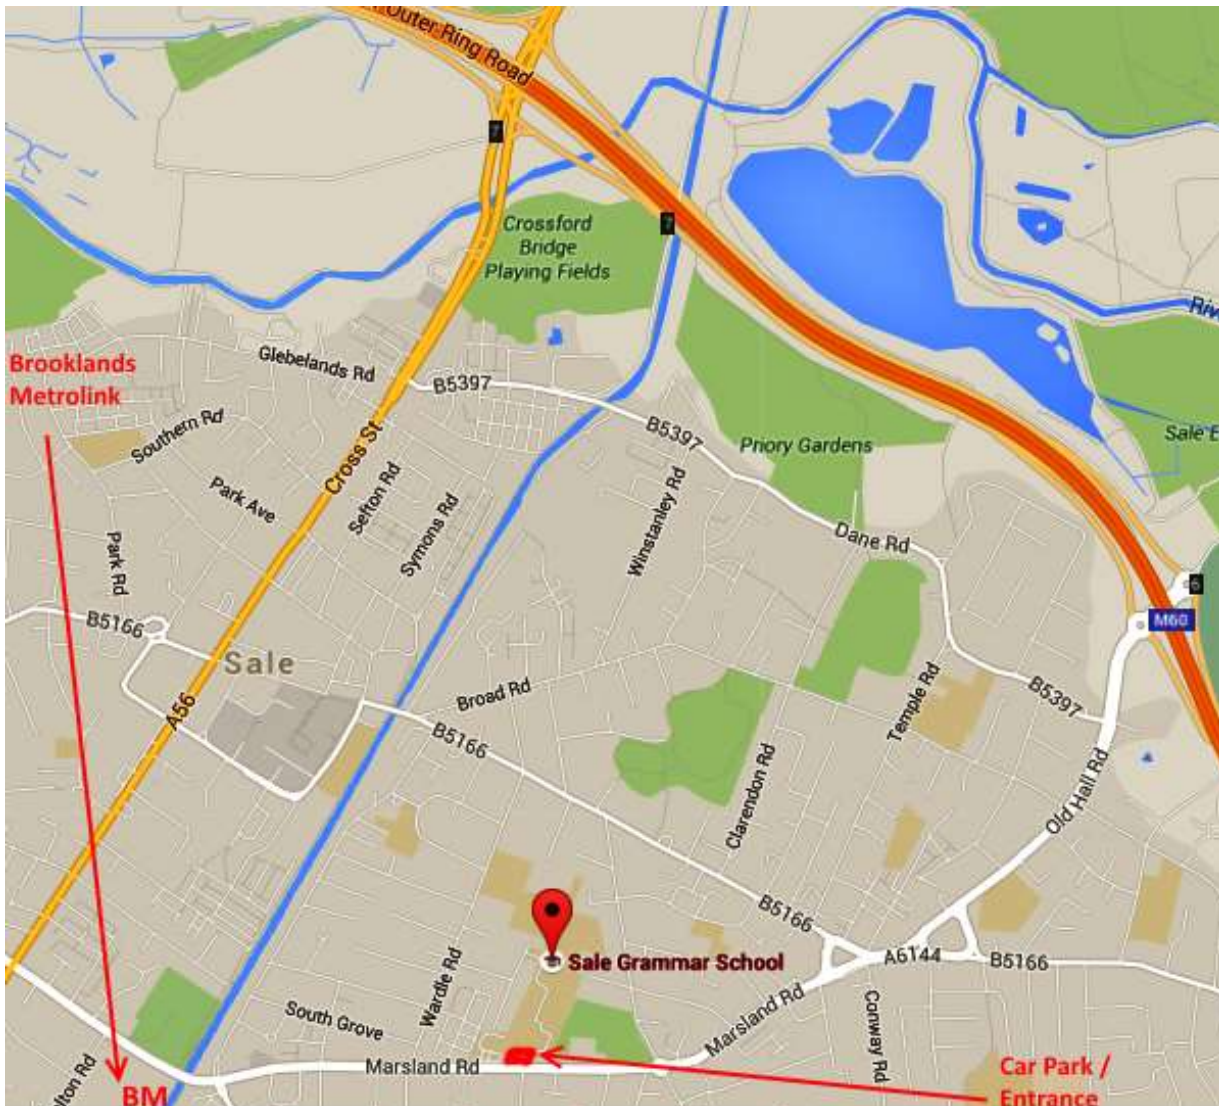 Outer Ring Road
7
Crossford
Bridge
Playing Fields
7
Glebelands Rd
Brooklands
Metrolink
B5397
Southern Rd
Cross St
B5397
Priory Gardens
Park Ave
Sefton Rd
Symons Rd
Winstanley Rd
Dane Rd
Park Rd
6
M60
B5166
Sale
Broad Rd
Temple Rd
B5397
A56
B5166
Clarendon Rd
Old Hall Rd
B5166
Sale Grammar School
A6144
B5166
Wardle Rd
South Grove
Marsland Rd
Conway Rd
Marsland Rd
Car Park /
Entrance
BM